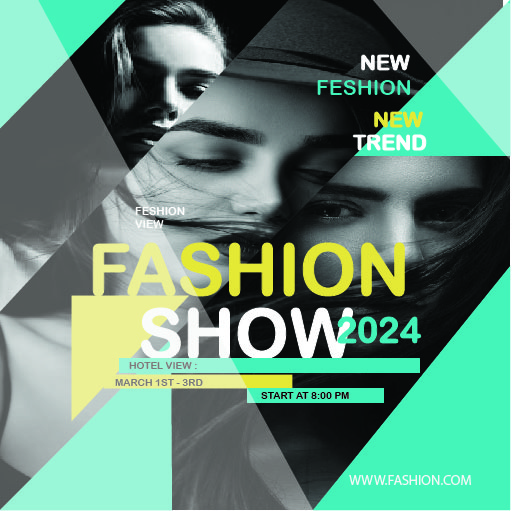 NEW
FESHION
NEW
TREND
FESHION
VIEW
FASHION
SHOW
2024
HOTEL VIEW :
MARCH 1ST - 3RD
START AT 8:00 PM
WWW.FASHION.COM